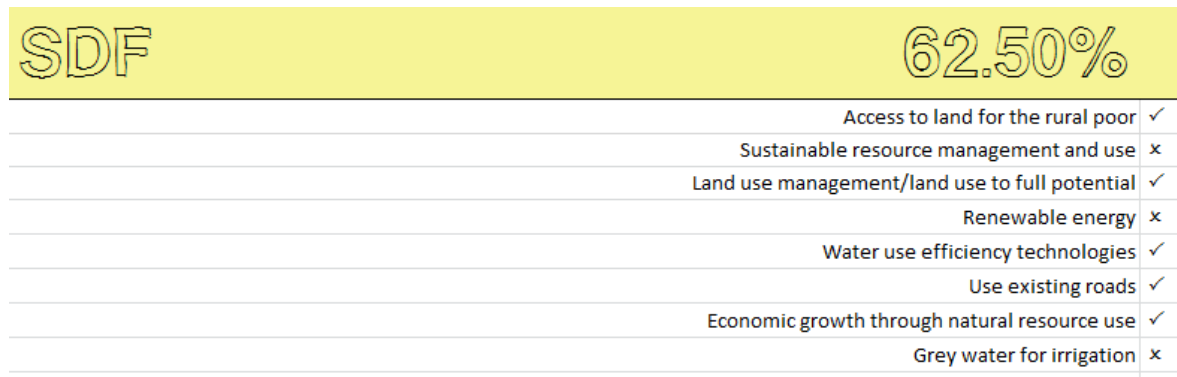 SDF 62.50%
Access to land for the rural poor ✓
Sustainable resource management and use ×
Land use management/land use to full potential ✓
Renewable energy ×
Water use efficiency technologies ✓
Use existing roads ✓
Economic growth through natural resource use ✓
Grey water for irrigation ×